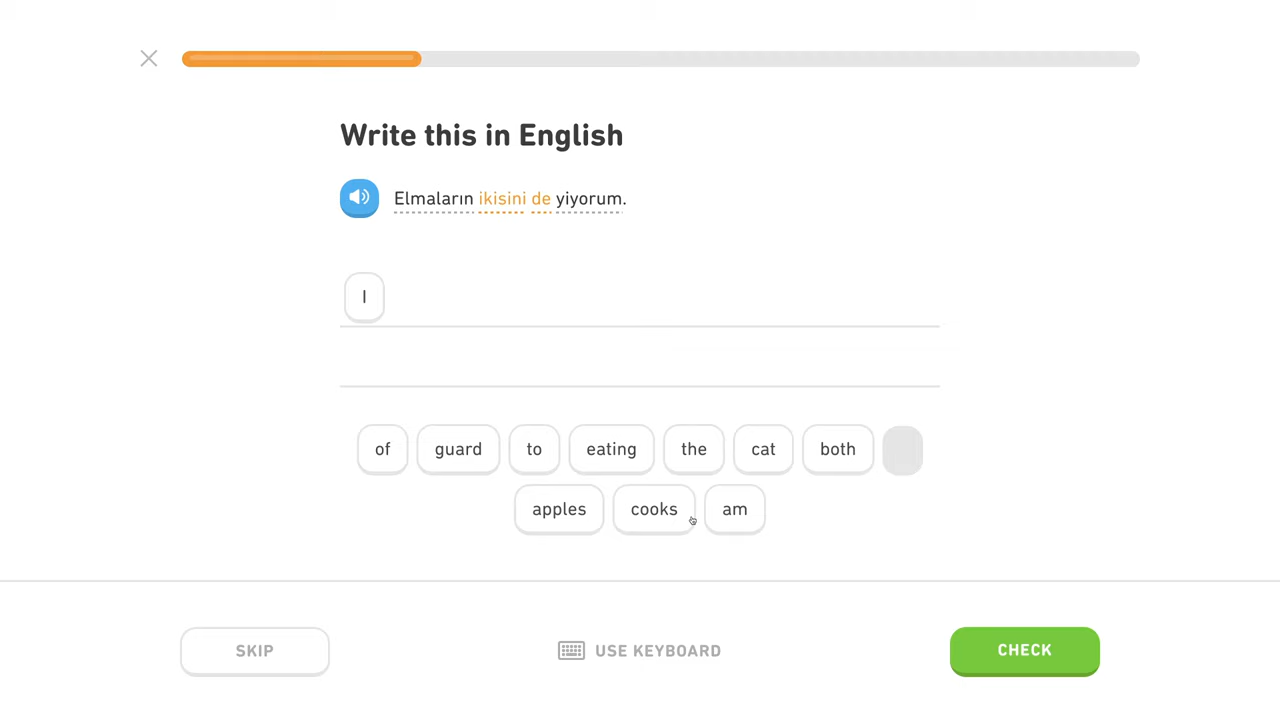 Write this in English
Elmaların ikisini de yiyorum.
I
of guard to eating the cat both
apples cooks am
SKIP USE KEYBOARD CHECK